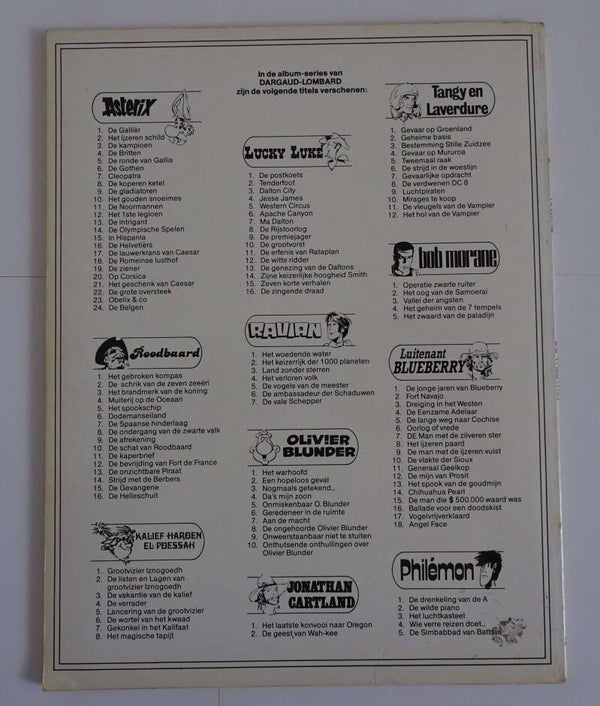 In de album-series van
DARGAUD-LOMBARD
zijn de volgende titels verschenen:
Asterix
1. De Galliër
2. Het ijzeren schild
3. De kampioen
4. De Britten
5. De ronde van Gallia
6. De Gothen
7. Cleopatra
8. De koperen ketel
9. De gladiatoren
10. Het gouden snoeimes
11. De Noormannen
12. Het 1ste legioen
13. De intrigant
14. De Olympische Spelen
15. In Hispania
16. De Helvetiërs
17. De lauwerkrans van Caesar
18. De Romeinse lusthof
19. De ziener
20. Op Corsica
21. Het geschenk van Caesar
22. De grote oversteek
23. Obelix & co
24. De Belgen
Roodbaard
1. Het gebroken kompas
2. De schrik van de zeven zeeën
3. Het brandmerk van de koning
4. Muiterij op de Oceaan
5. Het spookschip
6. Dodemanseiland
7. De Spaanse hinderlaag
8. De ondergang van de zwarte valk
9. De afrekening
10. De schat van Roodbaard
11. De kaperbrief
12. De bevrijding van Fort de France
13. De onzichtbare Piraat
14. Strijd met de Berbers
15. De Gevangene
16. De Helleschuit
KALIEF HARDEN
EL POESSAH
1. Grootvizier Iznogoedh
2. De listen en Lagen van
grootvizier Iznogoedh
3. De vakantie van de kalief
4. De verrader
5. Lancering van de grootvizier
6. De wortel van het kwaad
7. Gekonkel in het Kalifaat
8. Het magische tapijt
LUCKY LUKE
1. De postkoets
2. Tenderfoot
3. Dalton City
4. Jesse James
5. Western Circus
6. Apache Canyon
7. Ma Dalton
8. De Rijstoorlog
9. De premiejager
10. De grootvorst
11. De erfenis van Rataplan
12. De witte ridder
13. De genezing van de Daltons
14. Zijne keizerlijke hoogheid Smith
15. Zeven korte verhalen
16. De zingende draad
RAVIAN
1. Het woedende water
2. Het keizerrijk der 1000 planeten
3. Land zonder sterren
4. Het verloren volk
5. De vogels van de meester
6. De ambassadeur der Schaduwen
7. De vale Schepper
OLIVIER
BLUNDER
1. Het warhoofd
2. Een hopeloos geval
3. Nogmaals getekend...
4. Da's mijn zoon
5. Onmiskenbaar O. Blunder
6. Geredeneer in de ruimte
7. Aan de macht
8. De ongehoorde Olivier Blunder
9. Onweerstaanbaar niet te stuiten
10. Onthutsende onthullingen over
Olivier Blunder
JONATHAN
CARTLAND
1. Het laatste konvooi naar Oregon
2. De geest van Wah-kee
Tangy en
Laverdure
1. Gevaar op Groenland
2. Geheime basis
3. Bestemming Stille Zuidzee
4. Gevaar op Mururoa
5. Tweemaal raak
6. De strijd in de woestijn
7. Gevaarlijke opdracht
8. De verdwenen DC 8
9. Luchtpiraten
10. Mirages te koop
11. De vleugels van de Vampier
12. Het hol van de Vampier
bob morane
1. Operatie zwarte ruiter
2. Het oog van de Samoerai
3. Vallei der angsten
4. Het geheim van de 7 tempels
5. Het zwaard van de paladijn
Luitenant
BLUEBERRY
1. De jonge jaren van Blueberry
2. Fort Navajo
3. Dreiging in het Westen
4. De Eenzame Adelaar
5. De lange weg naar Cochise
6. Oorlog of vrede
7. DE Man met de zilveren ster
8. Het ijzeren paard
9. De man met de ijzeren vuist
10. De vlakte der Sioux
11. Generaal Geelkop
12. De mijn van Prosit
13. Het spook van de goudmijn
14. Chihuahua Pearl
15. De man die $ 500.000 waard was
16. Ballade voor een doodskist
17. Vogelvrijverklaard
18. Angel Face
Philémon
1. De drenkeling van de A
2. De wilde piano
3. Het luchtkasteel
4. Wie verre reizen doet...
5. De Simbabbad van